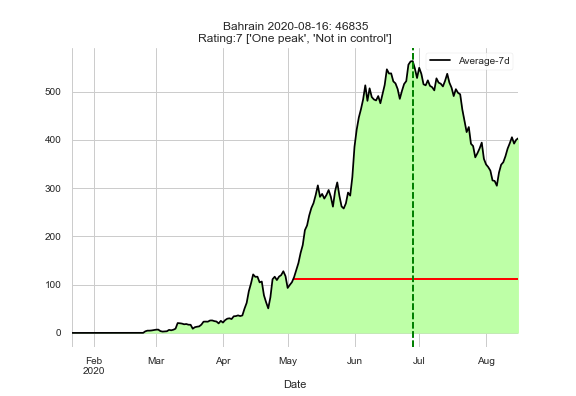 Bahrain 2020-08-16: 46835
Rating:7 ['One peak', 'Not in control']
Average-7d
500
400
300
200
100
0
Feb
2020
Mar
Apr
May
Jun
Jul
Aug
Date